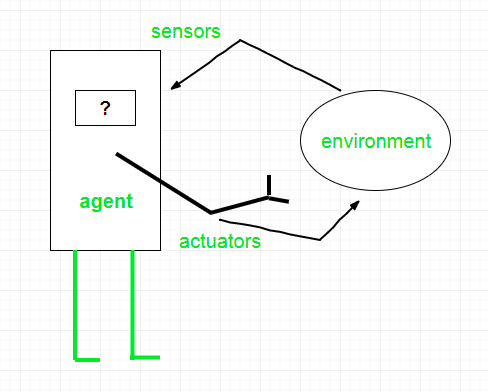 sensors
?
environment
agent
actuators